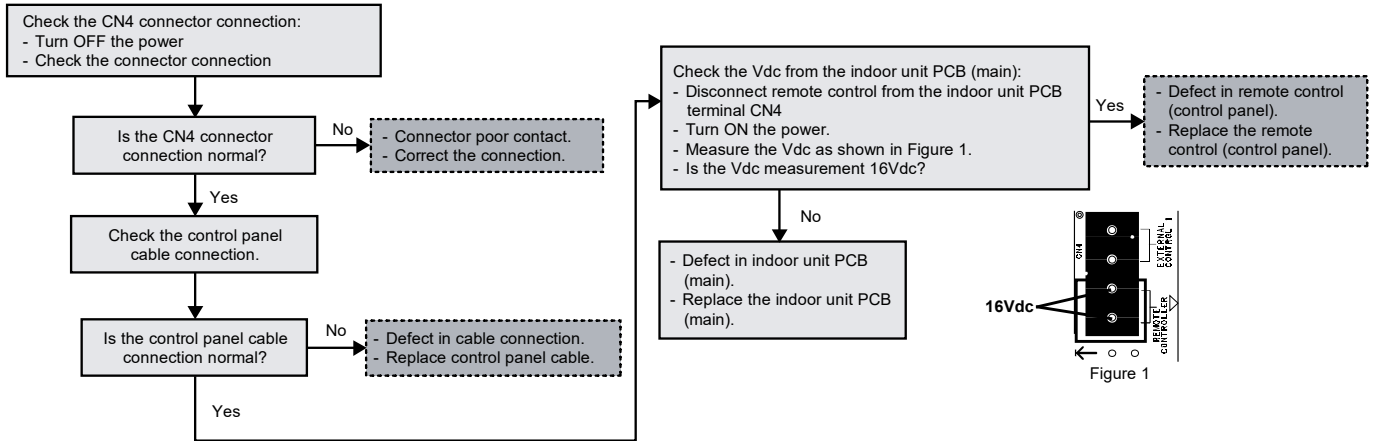 Check the CN4 connector connection:
- Turn OFF the power
- Check the connector connection
Is the CN4 connector
connection normal?
No
- Connector poor contact.
- Correct the connection.
Yes
Check the control panel
cable connection.
Is the control panel cable
connection normal?
No
- Defect in cable connection.
- Replace control panel cable.
Yes
Check the Vdc from the indoor unit PCB (main):
- Disconnect remote control from the indoor unit PCB
terminal CN4
- Turn ON the power.
- Measure the Vdc as shown in Figure 1.
- Is the Vdc measurement 16Vdc?
Yes
- Defect in remote control
(control panel).
- Replace the remote
control (control panel).
No
- Defect in indoor unit PCB
(main).
- Replace the indoor unit PCB
(main).
CN4
EXTERNAL
CONTROL
16Vdc
REMOTE
CONTROLLER
Figure 1